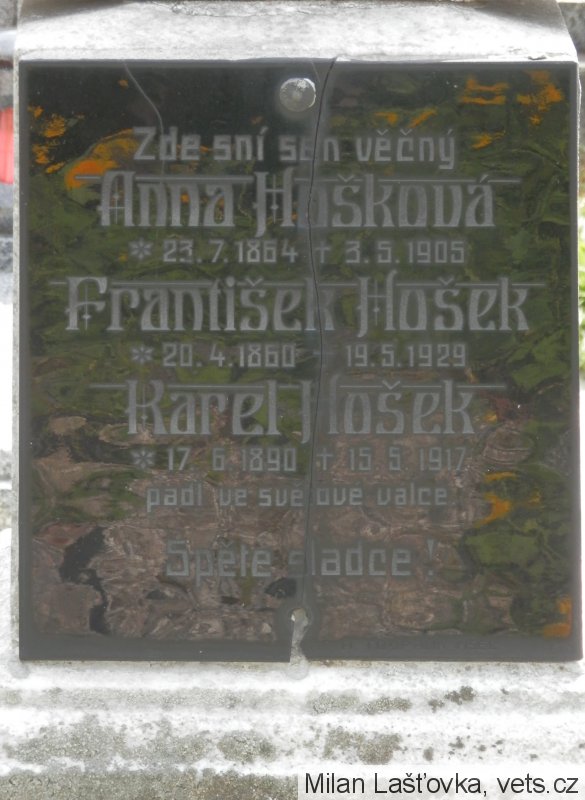 Zde sní sen věčný
Anna Hošková
* 23.7.1864 † 3.5.1905
František Hošek
* 20.4.1860 † 19.5.1929
Karel Hošek
* 17.6.1890 † 15.5.1917
padl ve světové válce
Spěte sladce!
Milan Lašťovka, vets.cz